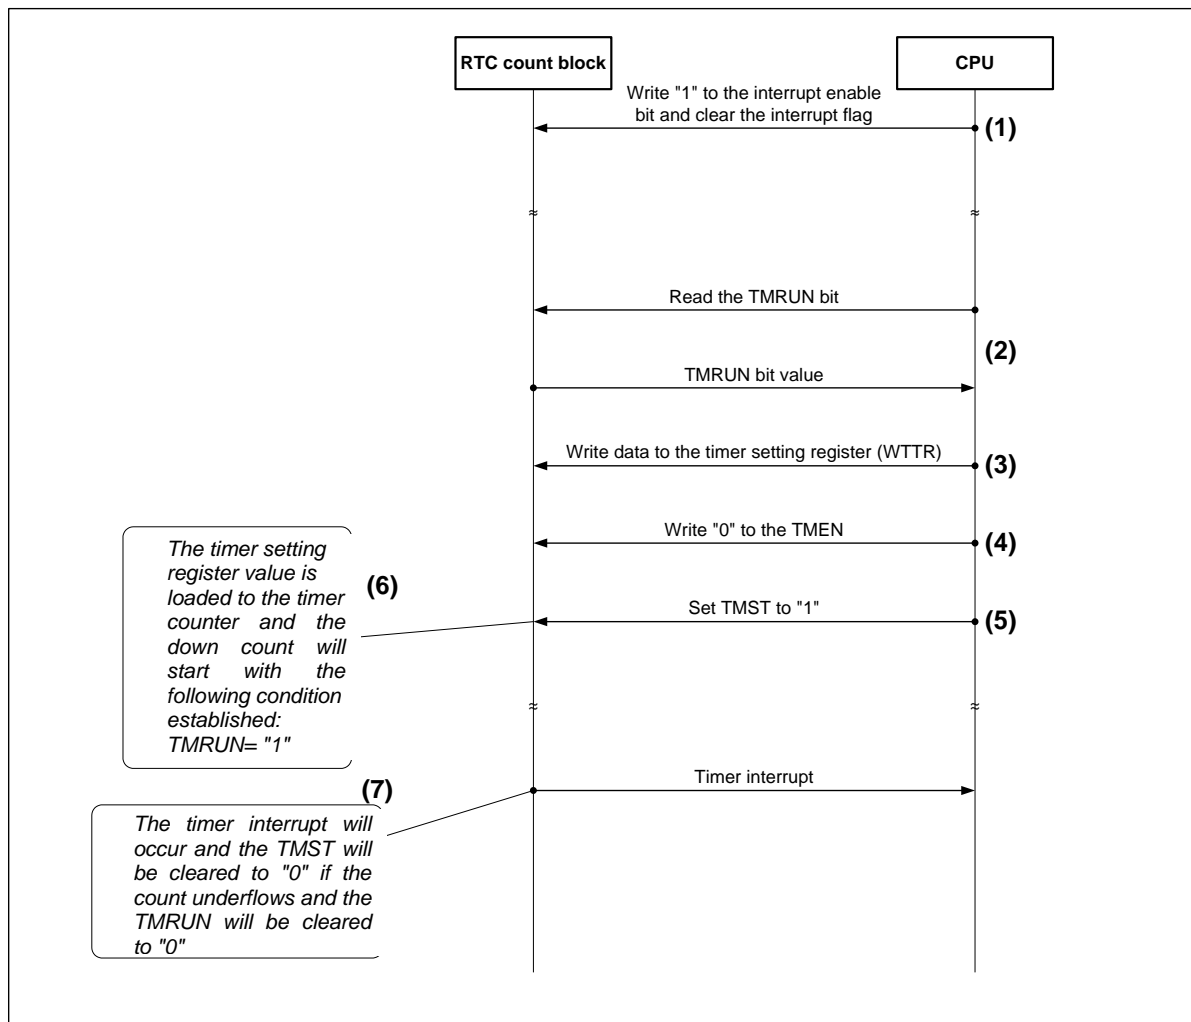 RTC count block
CPU
Write "1" to the interrupt enable
bit and clear the interrupt flag
(1)
Read the TMRUN bit
(2)
TMRUN bit value
Write data to the timer setting register (WTTR)
(3)
Write "0" to the TMEN
(4)
Set TMST to "1"
(5)
(6)
The timer setting
register value is
loaded to the timer
counter and the
down count will
start with the
following condition
established:
TMRUN= "1"
Timer interrupt
(7)
The timer interrupt will
occur and the TMST will
be cleared to "0" if the
count underflows and the
TMRUN will be cleared
to "0"